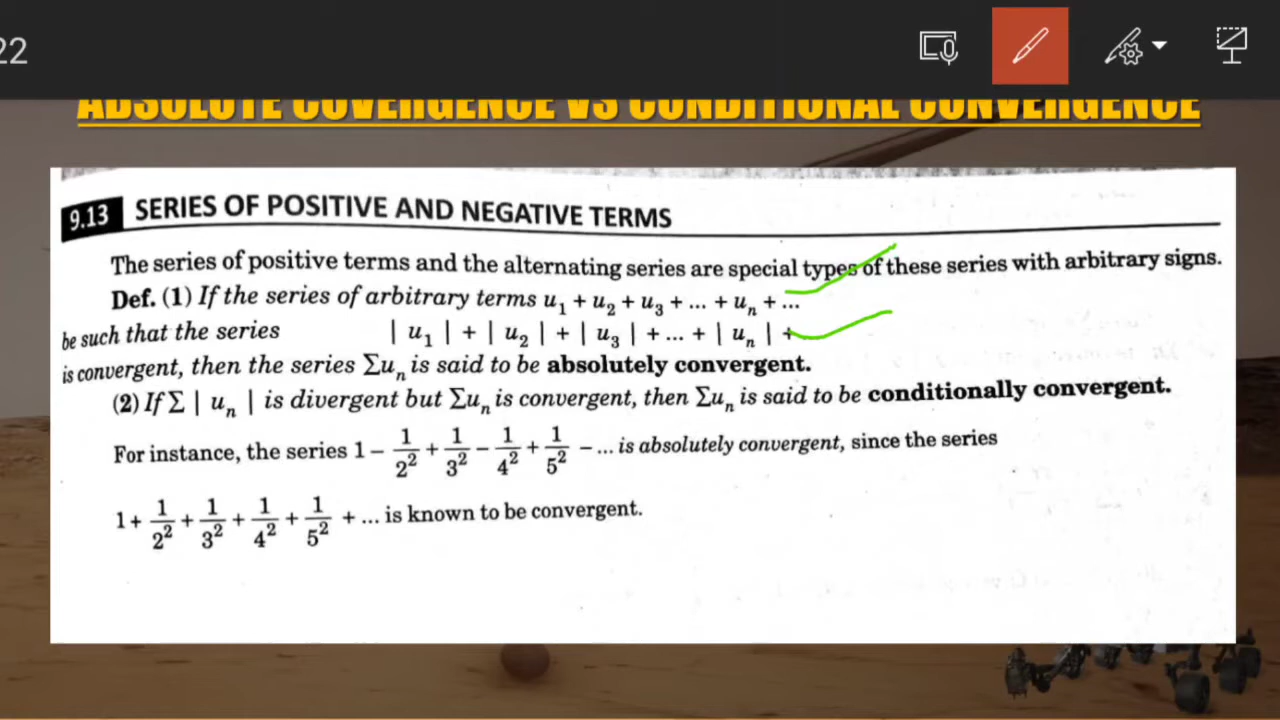 22
ABSOLUTE COVERGENCE VS CONDITIONAL CONVERGENCE
9.13 SERIES OF POSITIVE AND NEGATIVE TERMS
The series of positive terms and the alternating series are special types of these series with arbitrary signs.
Def. (1) If the series of arbitrary terms u₁ + u₂ + u₃ + ... + uₙ + ...
be such that the series | u₁ | + | u₂ | + | u₃ | + ... + | uₙ | +
is convergent, then the series Σuₙ is said to be absolutely convergent.
(2) If Σ | uₙ | is divergent but Σuₙ is convergent, then Σuₙ is said to be conditionally convergent.
For instance, the series 1 − 1/2² + 1/3² − 1/4² + 1/5² − ... is absolutely convergent, since the series
1 + 1/2² + 1/3² + 1/4² + 1/5² + ... is known to be convergent.